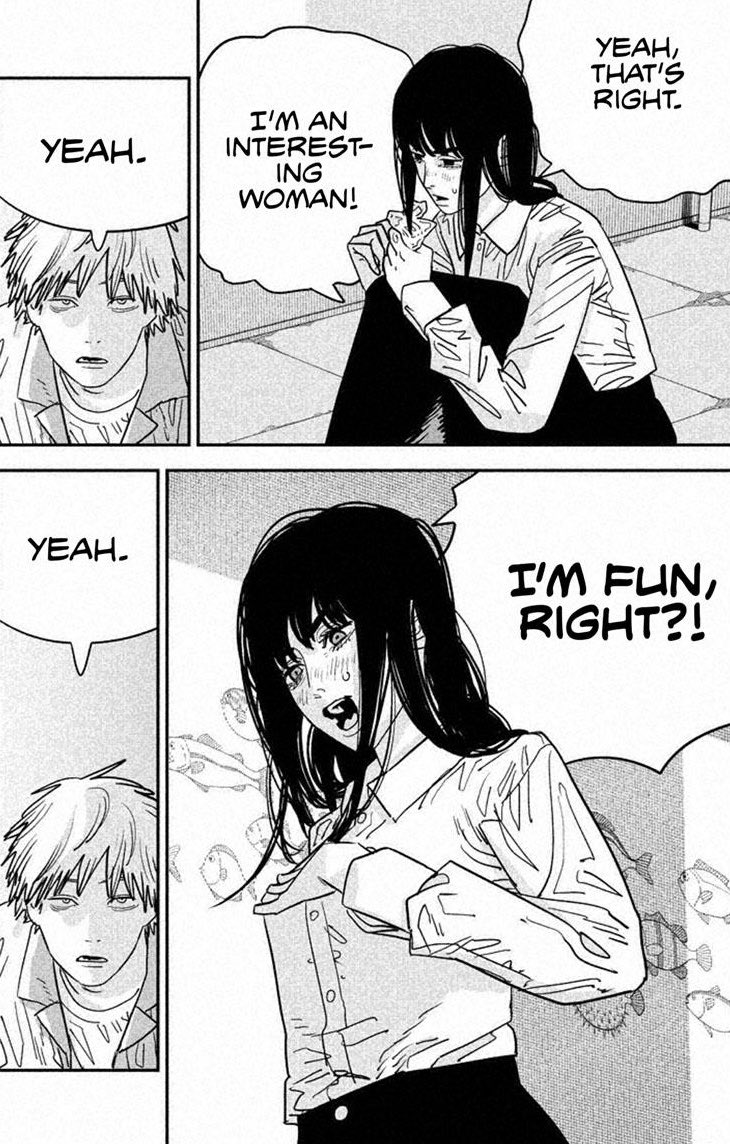 YEAH,
THAT'S
RIGHT.
I'M AN
INTEREST-
ING
WOMAN!
YEAH.
I'M FUN,
RIGHT?!
YEAH.